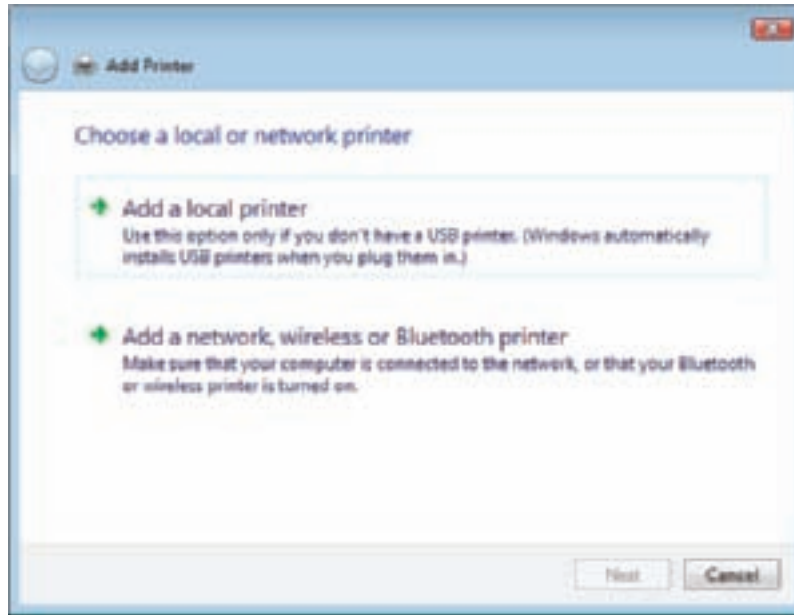 Add Printer
Choose a local or network printer
Add a local printer
Use this option only if you don't have a USB printer. (Windows automatically
installs USB printers when you plug them in.)
Add a network, wireless or Bluetooth printer
Make sure that your computer is connected to the network, or that your Bluetooth
or wireless printer is turned on.
Next
Cancel